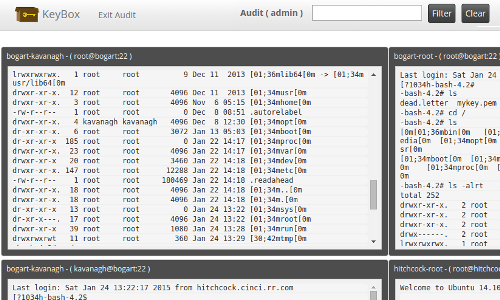 KeyBox
Exit Audit
Audit ( admin )
Filter
Clear
bogart-kavanagh - ( root@bogart:22 )
lrwxrwxrwx.   1 root     root           9 Dec 11  2013 [01;36mlib64[0m -> [01;34m
usr/lib64[0m
drwxr-xr-x.  12 root     root        4096 Dec 11  2013 [01;34musr[0m
drwxr-xr-x.   3 root     root        4096 Nov  6 05:15 [01;34mhome[0m
-rw-r--r--    1 root     root           0 Dec  8 08:51 .autorelabel
drwxr-xr-x.   4 kavanagh kavanagh    4096 Dec  8 12:30 [01;34mopt[0m
dr-xr-xr-x.   6 root     root        3072 Jan 13 05:03 [01;34mboot[0m
dr-xr-xr-x  185 root     root           0 Jan 22 14:17 [01;34mproc[0m
drwxr-xr-x.  23 root     root        4096 Jan 22 14:17 [01;34mvar[0m
drwxr-xr-x   20 root     root        3460 Jan 22 14:18 [01;34mdev[0m
drwxr-xr-x. 147 root     root       12288 Jan 22 14:18 [01;34metc[0m
-rw-r--r--    1 root     root      180469 Jan 22 14:18 .readahead
drwxr-xr-x.  18 root     root        4096 Jan 22 14:18 [01;34m..[0m
drwxr-xr-x.  18 root     root        4096 Jan 22 14:18 [01;34m.[0m
dr-xr-xr-x   13 root     root           0 Jan 24 13:22 [01;34msys[0m
dr-xr-x---.  17 root     root        4096 Jan 24 13:22 [01;34mroot[0m
drwxr-xr-x   39 root     root        1080 Jan 24 13:28 [01;34mrun[0m
drwxrwxrwt   11 root     root         360 Jan 24 13:29 [30;42mtmp[0m
bogart-root - ( root@bogart:22 )
Last login: Sat Jan 24
[?1034h-bash-4.2#
-bash-4.2# ls
dead.letter  mykey.pem
-bash-4.2# cd /
-bash-4.2# ls
[0m[01;36mbin[0m   [01;
edia[0m  [01;34mopt[0m
sr[0m
[01;34mboot[0m  [01;34m
0m    [01;34mproc[0m
m
-bash-4.2# ls -alrt
total 252
drwxr-xr-x.   2 root
drwxr-xr-x.   2 root
drwx------.   2 root
lrwxrwxrwx.   1 root
bogart-kavanagh - ( kavanagh@bogart:22 )
Last login: Sat Jan 24 13:22:17 2015 from hitchcock.cinci.rr.com
[?1034h-bash-4.2$
hitchcock-root - ( root@hitchcock
Welcome to Ubuntu 14.10